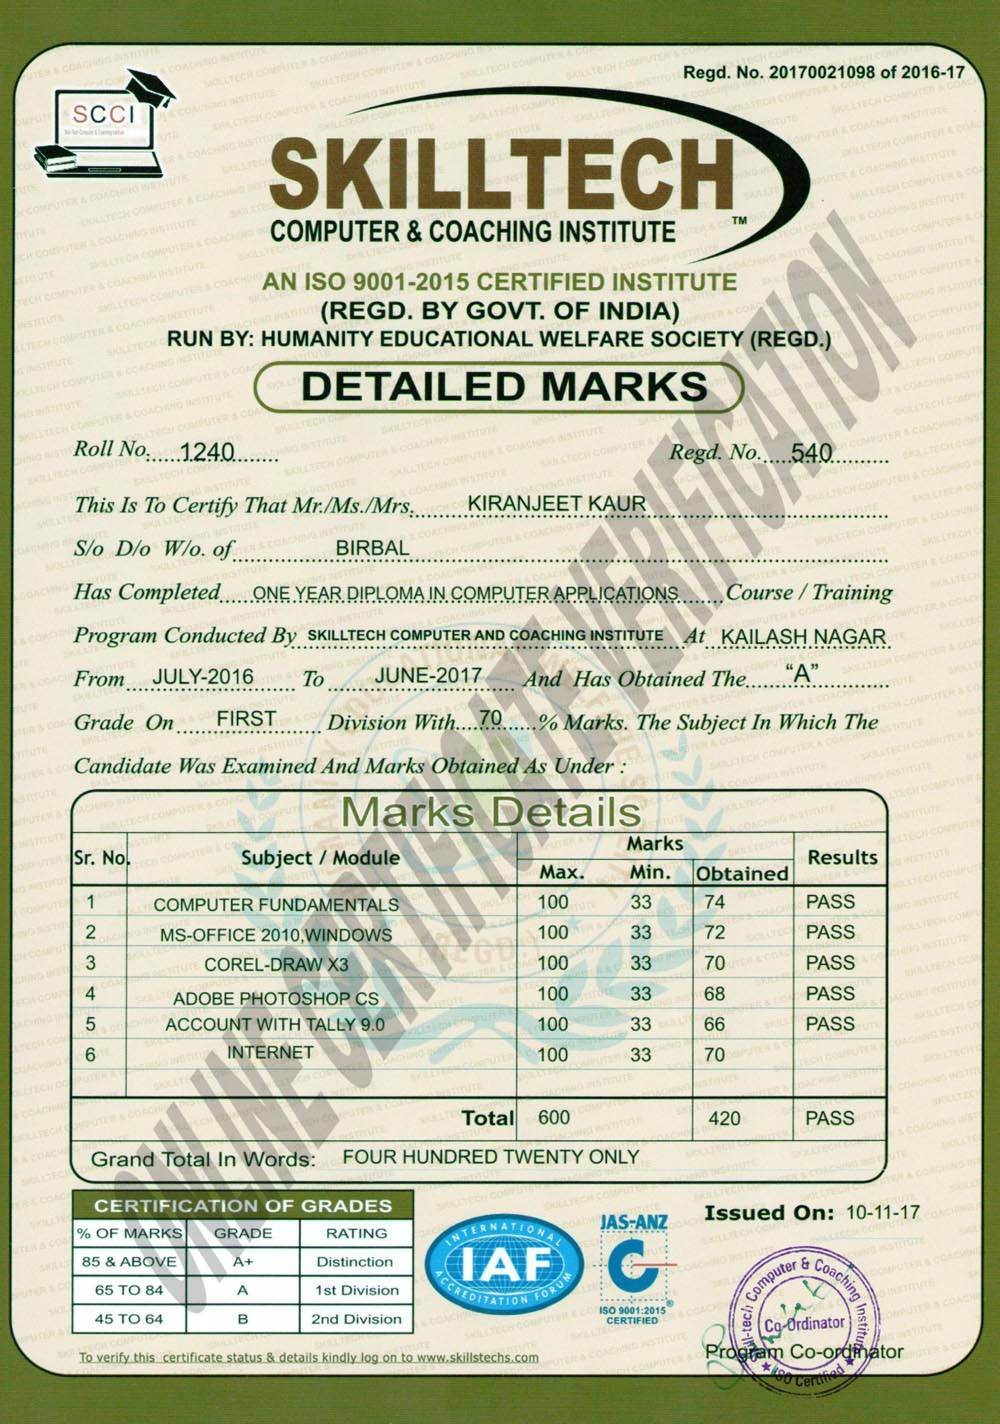 Regd. No. 20170021098 of 2016-17
SCCI
SKILLTECH
COMPUTER & COACHING INSTITUTE ™
AN ISO 9001-2015 CERTIFIED INSTITUTE
(REGD. BY GOVT. OF INDIA)
RUN BY: HUMANITY EDUCATIONAL WELFARE SOCIETY (REGD.)
DETAILED MARKS
Roll No. 1240 Regd. No. 540
This Is To Certify That Mr./Ms./Mrs. KIRANJEET KAUR
S/o D/o W/o. of BIRBAL
Has Completed ONE YEAR DIPLOMA IN COMPUTER APPLICATIONS Course / Training
Program Conducted By SKILLTECH COMPUTER AND COACHING INSTITUTE At KAILASH NAGAR
From JULY-2016 To JUNE-2017 And Has Obtained The “A”
Grade On FIRST Division With 70 % Marks. The Subject In Which The
Candidate Was Examined And Marks Obtained As Under :
Marks Details
Sr. No. Subject / Module Marks Results
Max. Min. Obtained
1 COMPUTER FUNDAMENTALS 100 33 74 PASS
2 MS-OFFICE 2010,WINDOWS 100 33 72 PASS
3 COREL-DRAW X3 100 33 70 PASS
4 ADOBE PHOTOSHOP CS 100 33 68 PASS
5 ACCOUNT WITH TALLY 9.0 100 33 66 PASS
6 INTERNET 100 33 70
Total 600 420 PASS
Grand Total In Words: FOUR HUNDRED TWENTY ONLY
CERTIFICATION OF GRADES
% OF MARKS GRADE RATING
85 & ABOVE A+ Distinction
65 TO 84 A 1st Division
45 TO 64 B 2nd Division
INTERNATIONAL
IAF
ACCREDITATION FORUM
JAS-ANZ
C
ISO 9001:2015 ®
CERTIFIED
Issued On: 10-11-17
Skill-tech Computer & Coaching Institute
Co-Ordinator
ISO Certified
Program Co-ordinator
To verify this certificate status & details kindly log on to www.skillstechs.com
ONLINE CERTIFICATE VERIFICATION